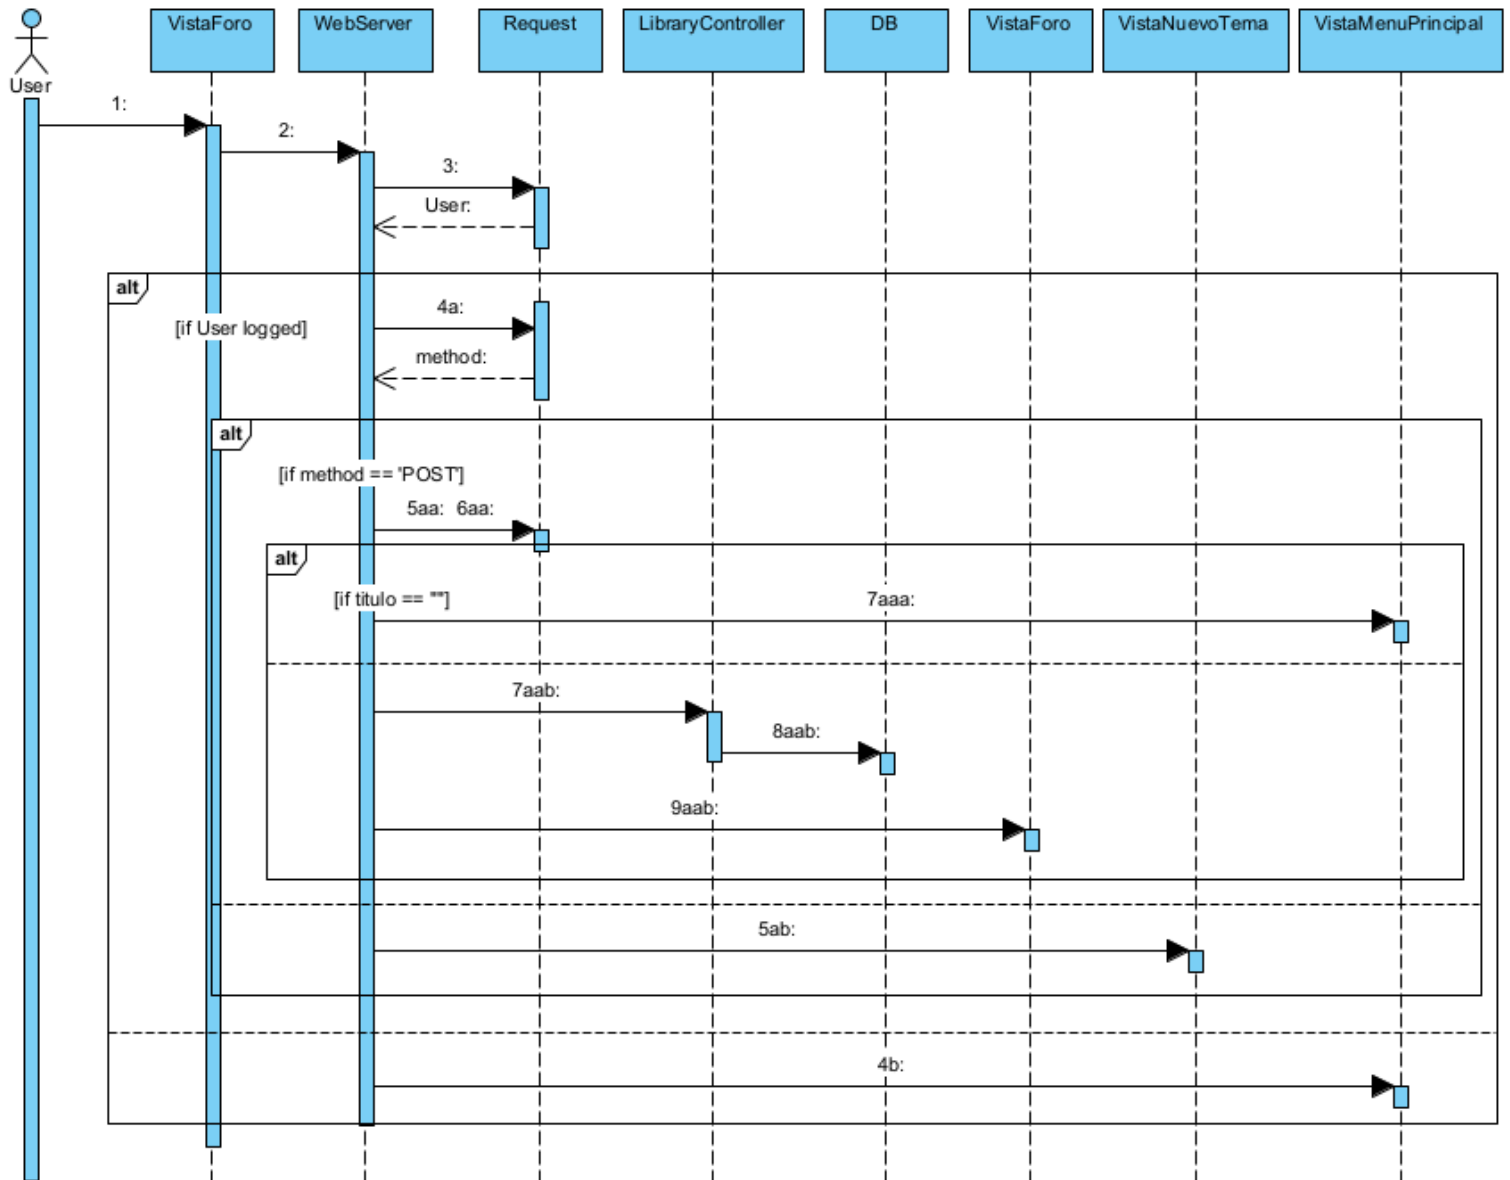 User
VistaForo
WebServer
Request
LibraryController
DB
VistaForo
VistaNuevoTema
VistaMenuPrincipal
1:
2:
3:
User:
alt
[if User logged]
4a:
method:
alt
[if method == 'POST']
5aa: 6aa:
alt
[if titulo == ""]
7aaa:
7aab:
8aab:
9aab:
5ab:
4b: